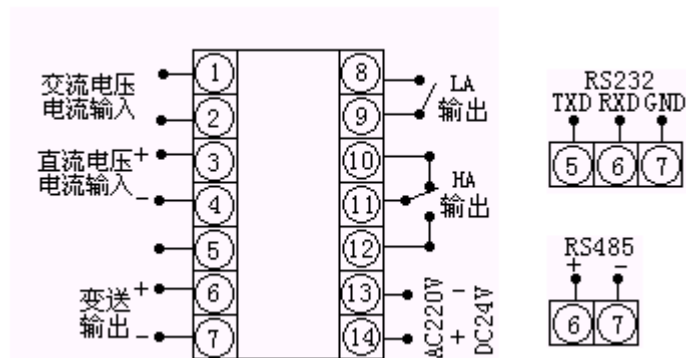 交流电压
电流输入
直流电压
电流输入
+
-
变送
输出
+
-
1
2
3
4
5
6
7
8
9
10
11
12
13
14
LA
输出
HA
输出
AC220V
- +
DC24V
RS232
TXD RXD GND
5 6 7
RS485
+ -
6 7